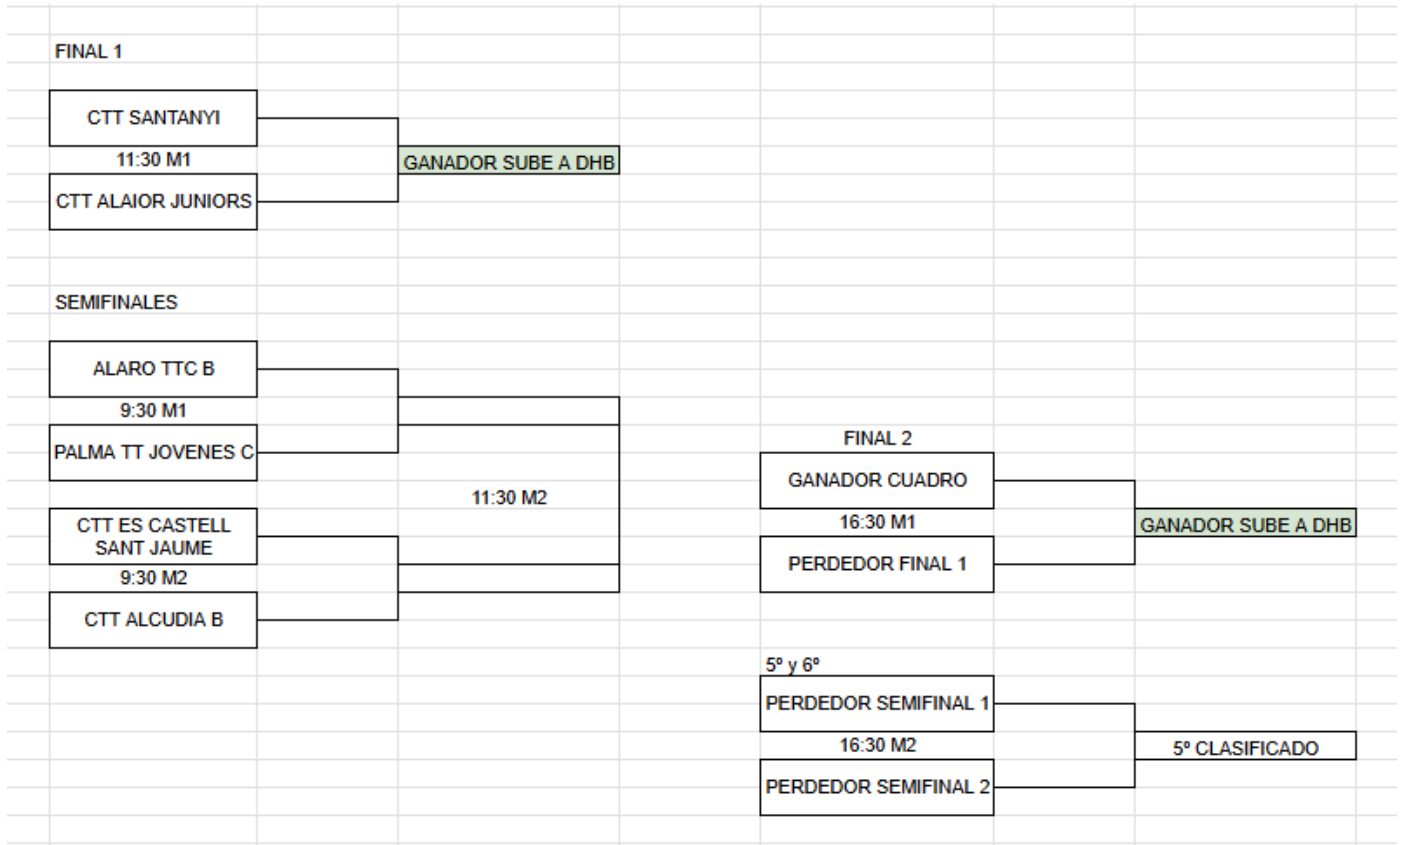 FINAL 1
CTT SANTANYI
11:30 M1
GANADOR SUBE A DHB
CTT ALAIOR JUNIORS
SEMIFINALES
ALARO TTC B
9:30 M1
PALMA TT JOVENES C
CTT ES CASTELL
SANT JAUME
9:30 M2
CTT ALCUDIA B
11:30 M2
FINAL 2
GANADOR CUADRO
16:30 M1
GANADOR SUBE A DHB
PERDEDOR FINAL 1
5º y 6º
PERDEDOR SEMIFINAL 1
16:30 M2
5º CLASIFICADO
PERDEDOR SEMIFINAL 2